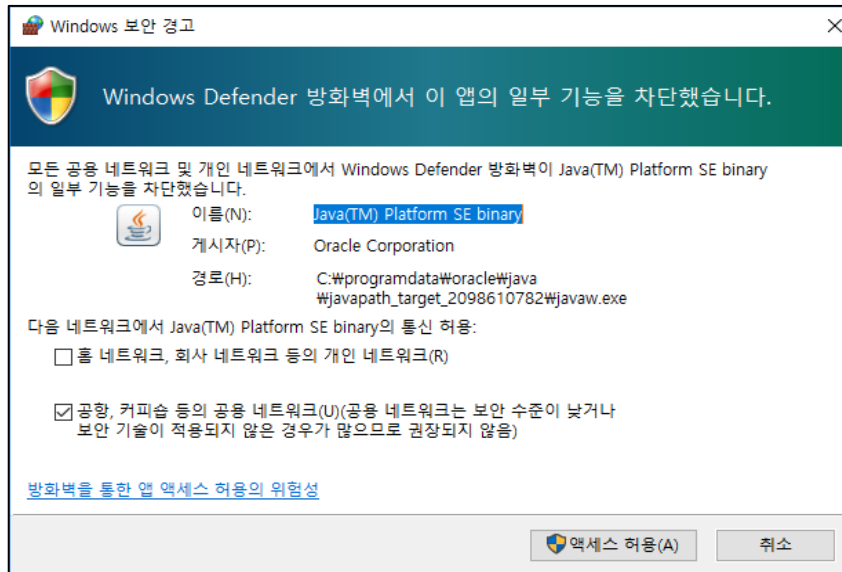 Windows 보안 경고
Windows Defender 방화벽에서 이 앱의 일부 기능을 차단했습니다.
모든 공용 네트워크 및 개인 네트워크에서 Windows Defender 방화벽이 Java(TM) Platform SE binary
의 일부 기능을 차단했습니다.
이름(N): Java(TM) Platform SE binary
게시자(P): Oracle Corporation
경로(H): C:₩programdata₩oracle₩java
₩javapath_target_2098610782₩javaw.exe
다음 네트워크에서 Java(TM) Platform SE binary의 통신 허용:
홈 네트워크, 회사 네트워크 등의 개인 네트워크(R)
공항, 커피숍 등의 공용 네트워크(U)(공용 네트워크는 보안 수준이 낮거나
보안 기술이 적용되지 않은 경우가 많으므로 권장되지 않음)
방화벽을 통한 앱 액세스 허용의 위험성
액세스 허용(A) 취소